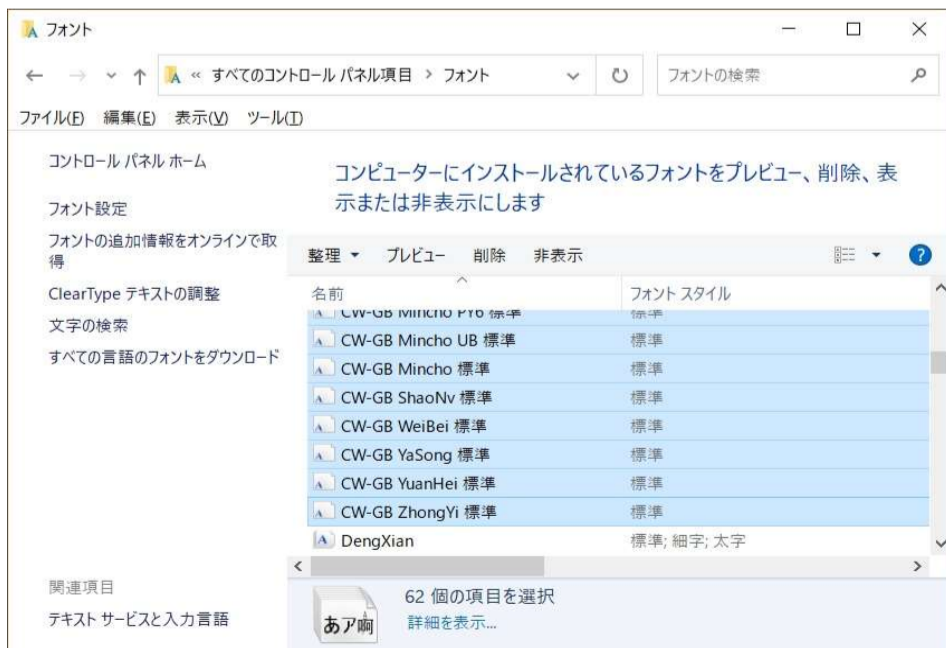 フォント
« すべてのコントロール パネル項目 › フォント
フォントの検索
ファイル(F) 編集(E) 表示(V) ツール(T)
コントロール パネル ホーム
フォント設定
フォントの追加情報をオンラインで取
得
ClearType テキストの調整
文字の検索
すべての言語のフォントをダウンロード
関連項目
テキスト サービスと入力言語
コンピューターにインストールされているフォントをプレビュー、削除、表
示または非表示にします
整理 プレビュー 削除 非表示
名前 フォント スタイル
CW-GB Mincho PY6 標準 標準
CW-GB Mincho UB 標準 標準
CW-GB Mincho 標準 標準
CW-GB ShaoNv 標準 標準
CW-GB WeiBei 標準 標準
CW-GB YaSong 標準 標準
CW-GB YuanHei 標準 標準
CW-GB ZhongYi 標準 標準
DengXian 標準; 細字; 太字
あア啊
62 個の項目を選択
詳細を表示...